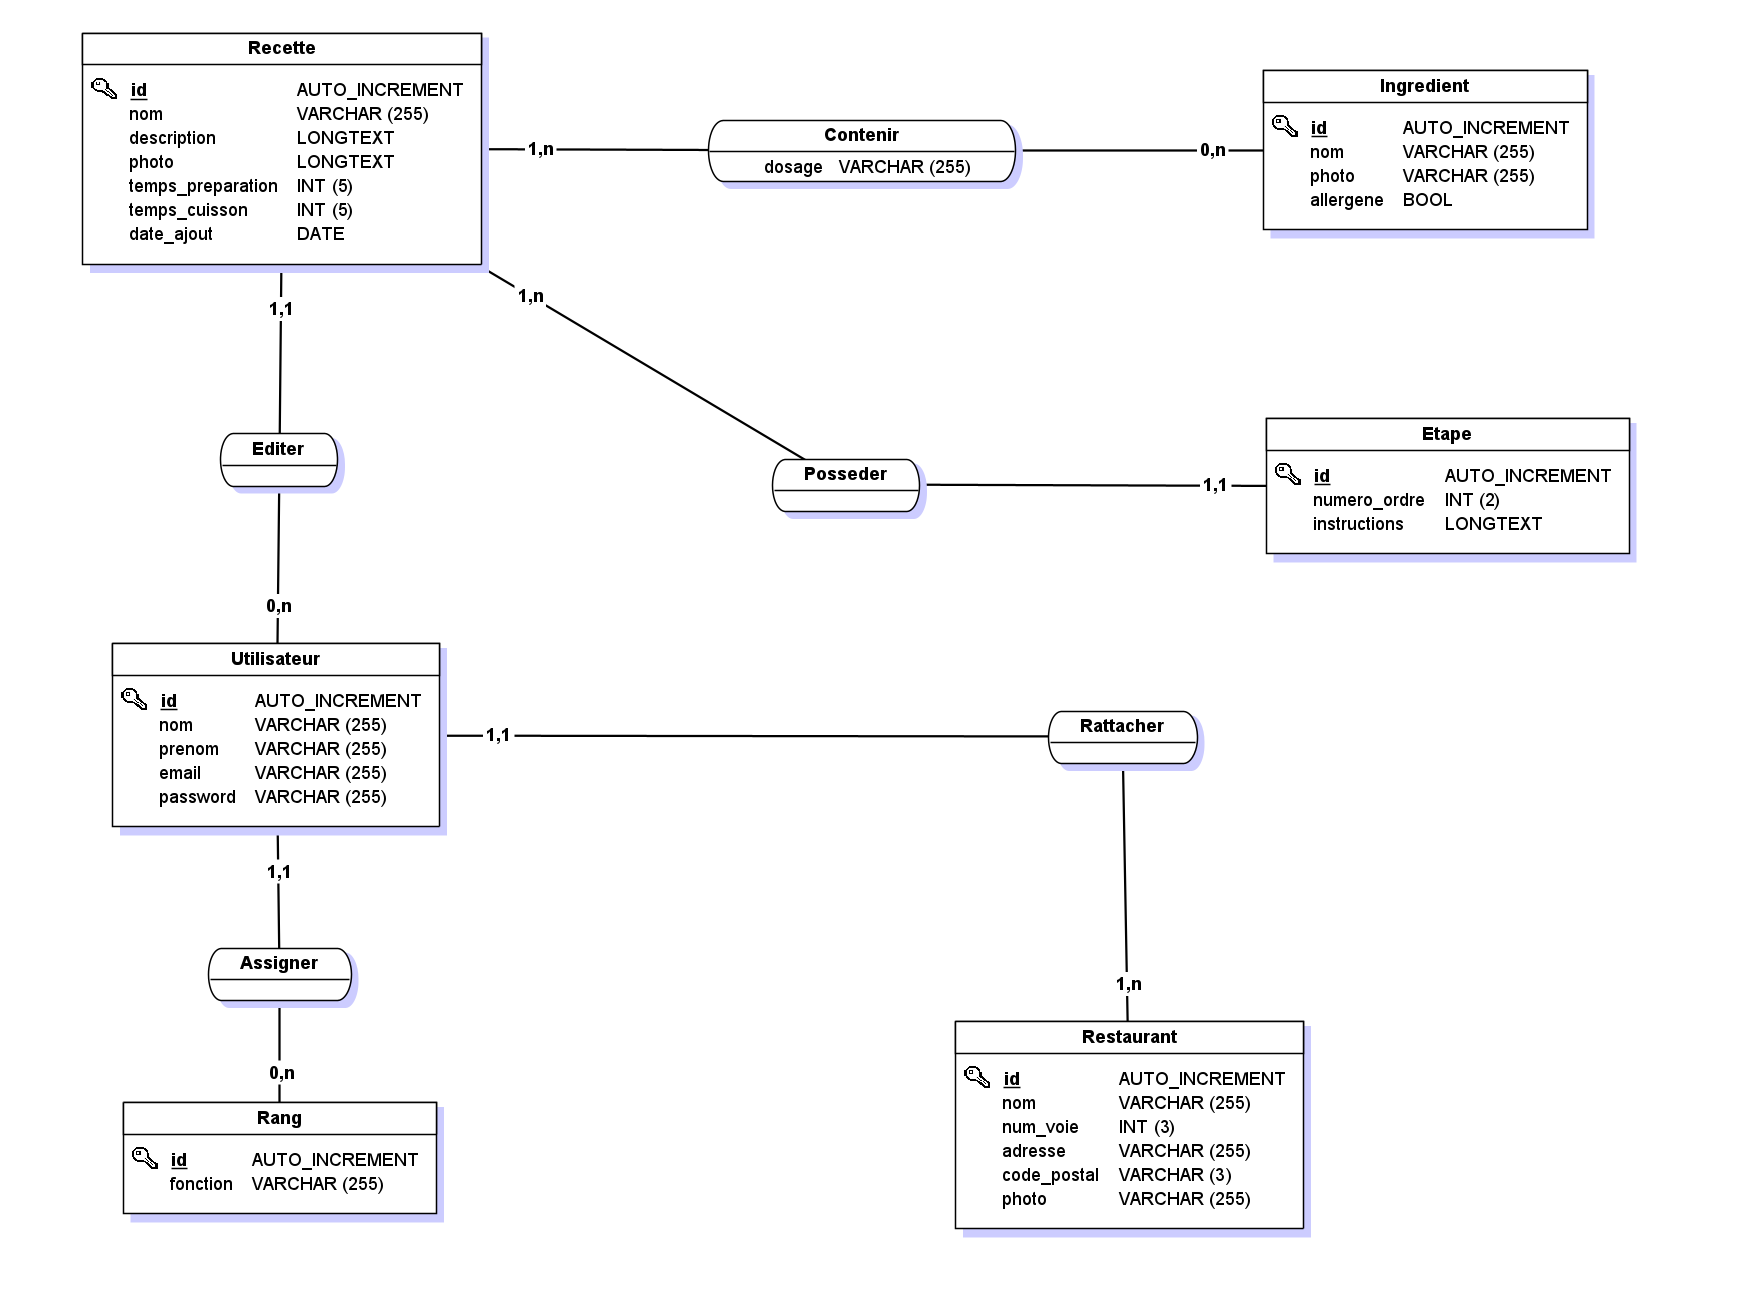 Recette
id AUTO_INCREMENT
nom VARCHAR (255)
description LONGTEXT
photo LONGTEXT
temps_preparation INT (5)
temps_cuisson INT (5)
date_ajout DATE
1,n
Contenir
dosage VARCHAR (255)
0,n
Ingredient
id AUTO_INCREMENT
nom VARCHAR (255)
photo VARCHAR (255)
allergene BOOL
1,1
1,n
Editer
Posseder
1,1
Etape
id AUTO_INCREMENT
numero_ordre INT (2)
instructions LONGTEXT
0,n
Utilisateur
id AUTO_INCREMENT
nom VARCHAR (255)
prenom VARCHAR (255)
email VARCHAR (255)
password VARCHAR (255)
1,1
Rattacher
1,1
Assigner
1,n
0,n
Restaurant
id AUTO_INCREMENT
nom VARCHAR (255)
num_voie INT (3)
adresse VARCHAR (255)
code_postal VARCHAR (3)
photo VARCHAR (255)
Rang
id AUTO_INCREMENT
fonction VARCHAR (255)